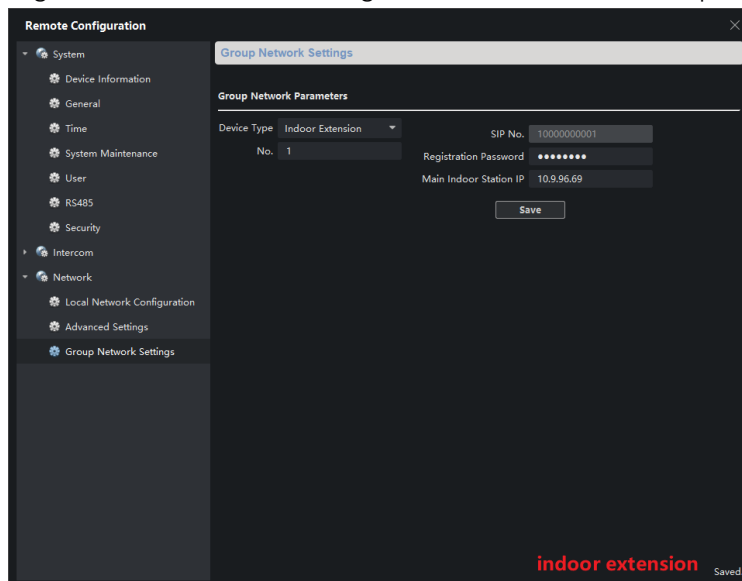 Remote Configuration
System
Device Information
General
Time
System Maintenance
User
RS485
Security
Intercom
Network
Local Network Configuration
Advanced Settings
Group Network Settings
Group Network Settings
Group Network Parameters
Device Type Indoor Extension
No. 1
SIP No. 10000000001
Registration Password ●●●●●●●●
Main Indoor Station IP 10.9.96.69
Save
indoor extension
Saved